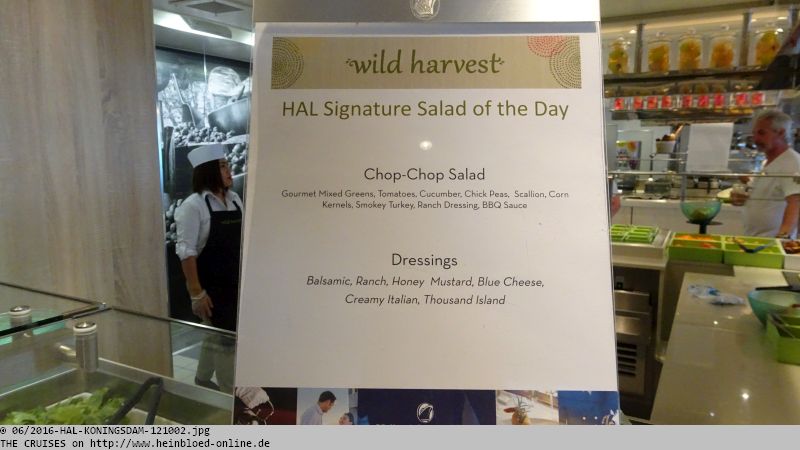 wild harvest
HAL Signature Salad of the Day
Chop-Chop Salad
Gourmet Mixed Greens, Tomatoes, Cucumber, Chick Peas, Scallion, Corn
Kernels, Smokey Turkey, Ranch Dressing, BBQ Sauce
Dressings
Balsamic, Ranch, Honey Mustard, Blue Cheese,
Creamy Italian, Thousand Island
© 06/2016-HAL-KONINGSDAM-121002.jpg
THE CRUISES on http://www.heinbloed-online.de